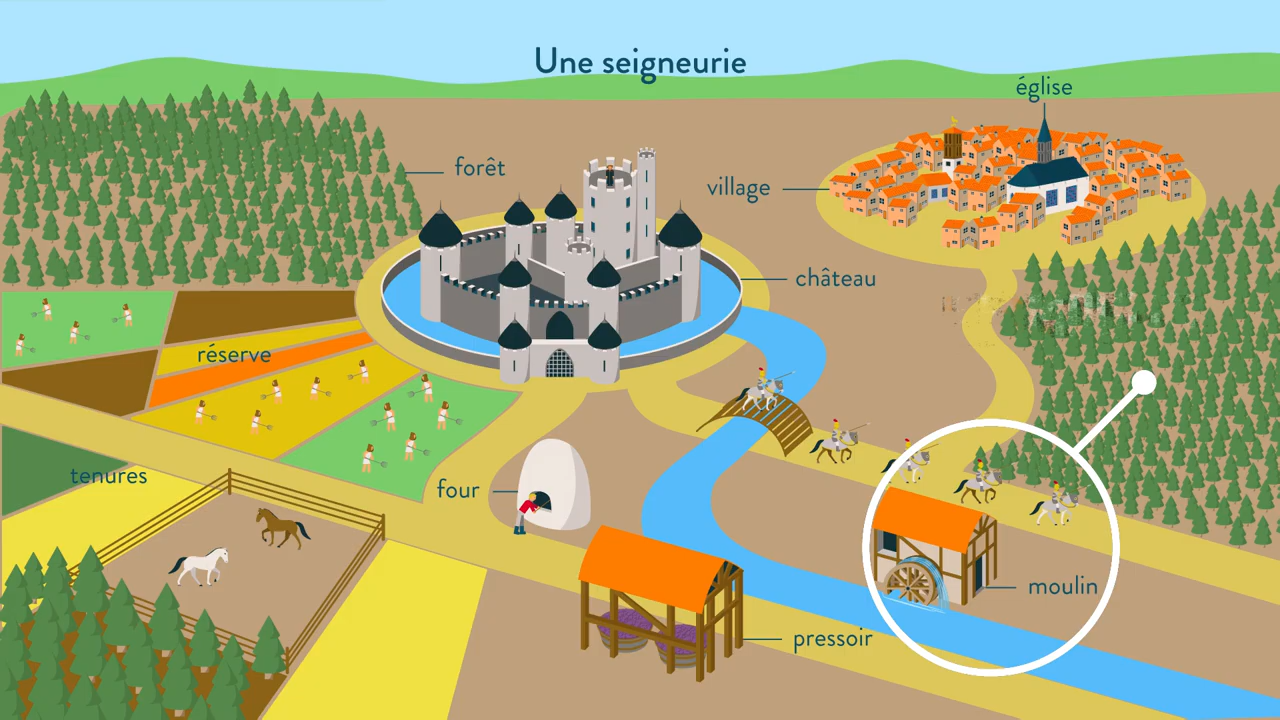 Une seigneurie
église
forêt
village
château
réserve
tenures
four
moulin
pressoir